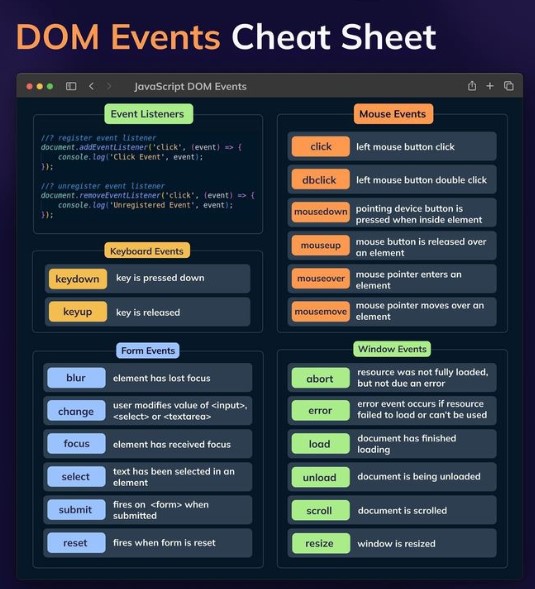 DOM Events Cheat Sheet
JavaScript DOM Events
Event Listeners
//? register event listener
document.addEventListener('click', (event) => {
console.log('Click Event', event);
});
//? unregister event listener
document.removeEventListener('click', (event) => {
console.log('Unregistered Event', event);
});
Keyboard Events
keydown key is pressed down
keyup key is released
Form Events
blur element has lost focus
change user modifies value of <input>,
<select> or <textarea>
focus element has received focus
select text has been selected in an
element
submit fires on <form> when
submitted
reset fires when form is reset
Mouse Events
click left mouse button click
dbclick left mouse button double click
mousedown pointing device button is
pressed when inside element
mouseup mouse button is released over
an element
mouseover mouse pointer enters an
element
mousemove mouse pointer moves over an
element
Window Events
abort resource was not fully loaded,
but not due an error
error error event occurs if resource
failed to load or can't be used
load document has finished
loading
unload document is being unloaded
scroll document is scrolled
resize window is resized